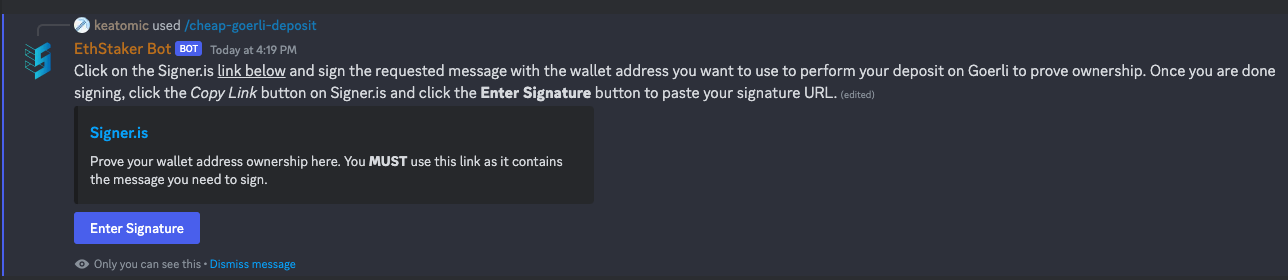 keatomic used /cheap-goerli-deposit
EthStaker Bot BOT Today at 4:19 PM
Click on the Signer.is link below and sign the requested message with the wallet address you want to use to perform your deposit on Goerli to prove ownership. Once you are done
signing, click the Copy Link button on Signer.is and click the Enter Signature button to paste your signature URL. (edited)
Signer.is
Prove your wallet address ownership here. You MUST use this link as it contains
the message you need to sign.
Enter Signature
Only you can see this • Dismiss message